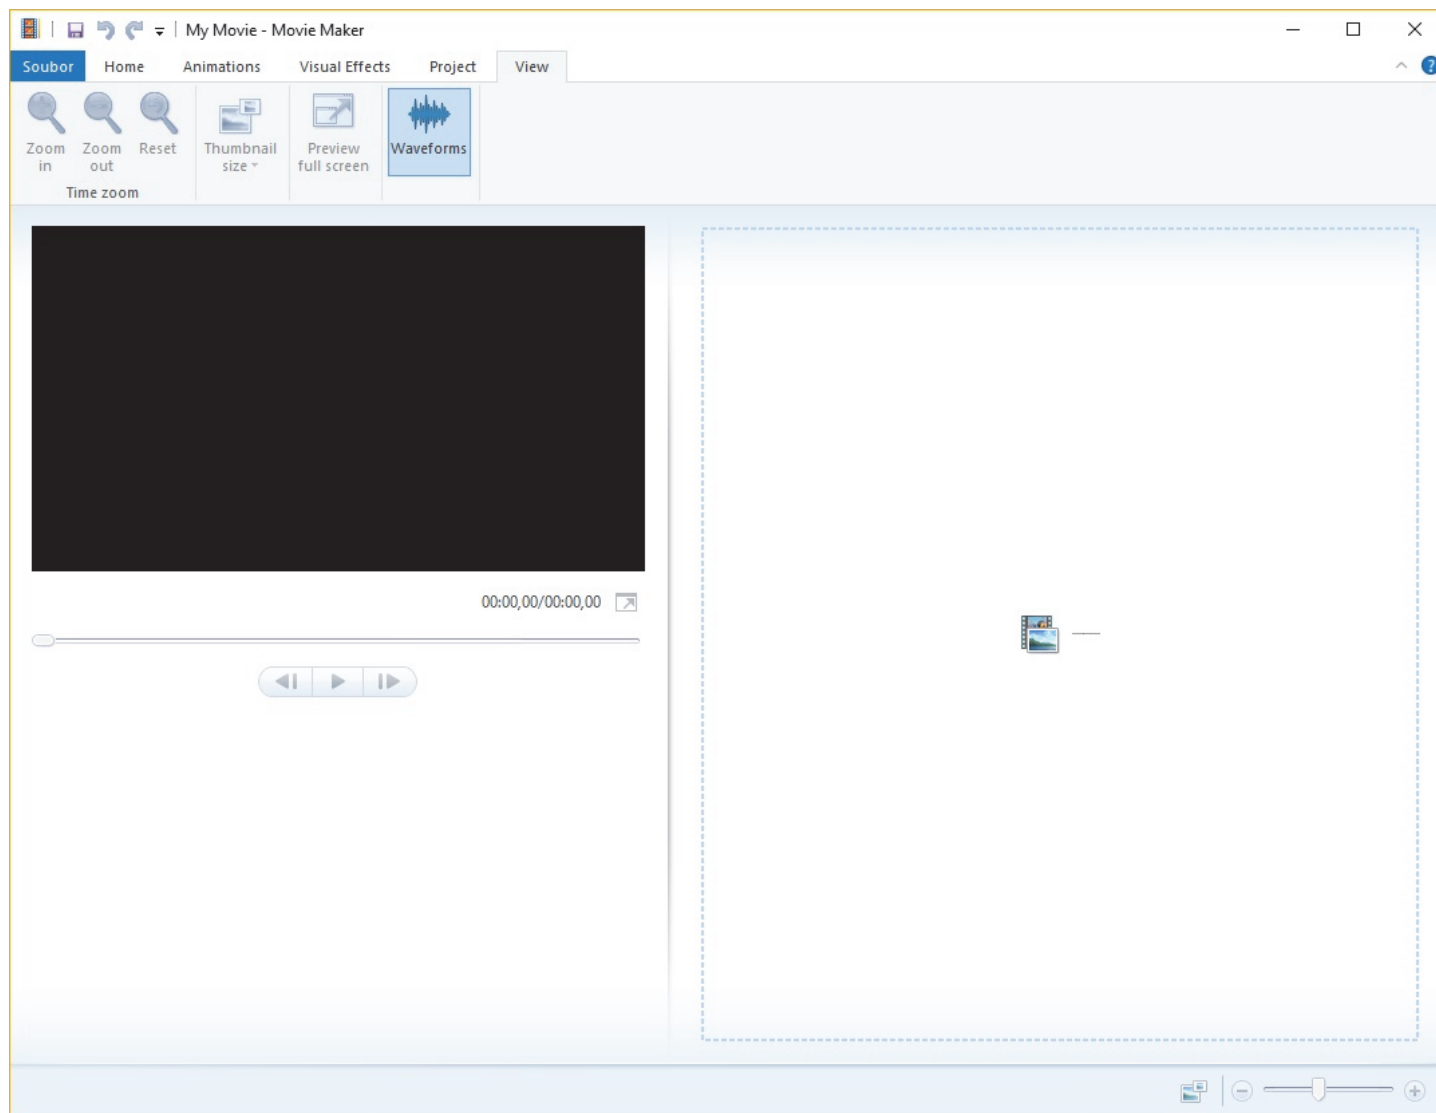 My Movie - Movie Maker
Soubor Home Animations Visual Effects Project View
?
Zoom in
Zoom out
Reset
Thumbnail size
Preview full screen
Waveforms
Time zoom
00:00,00/00:00,00